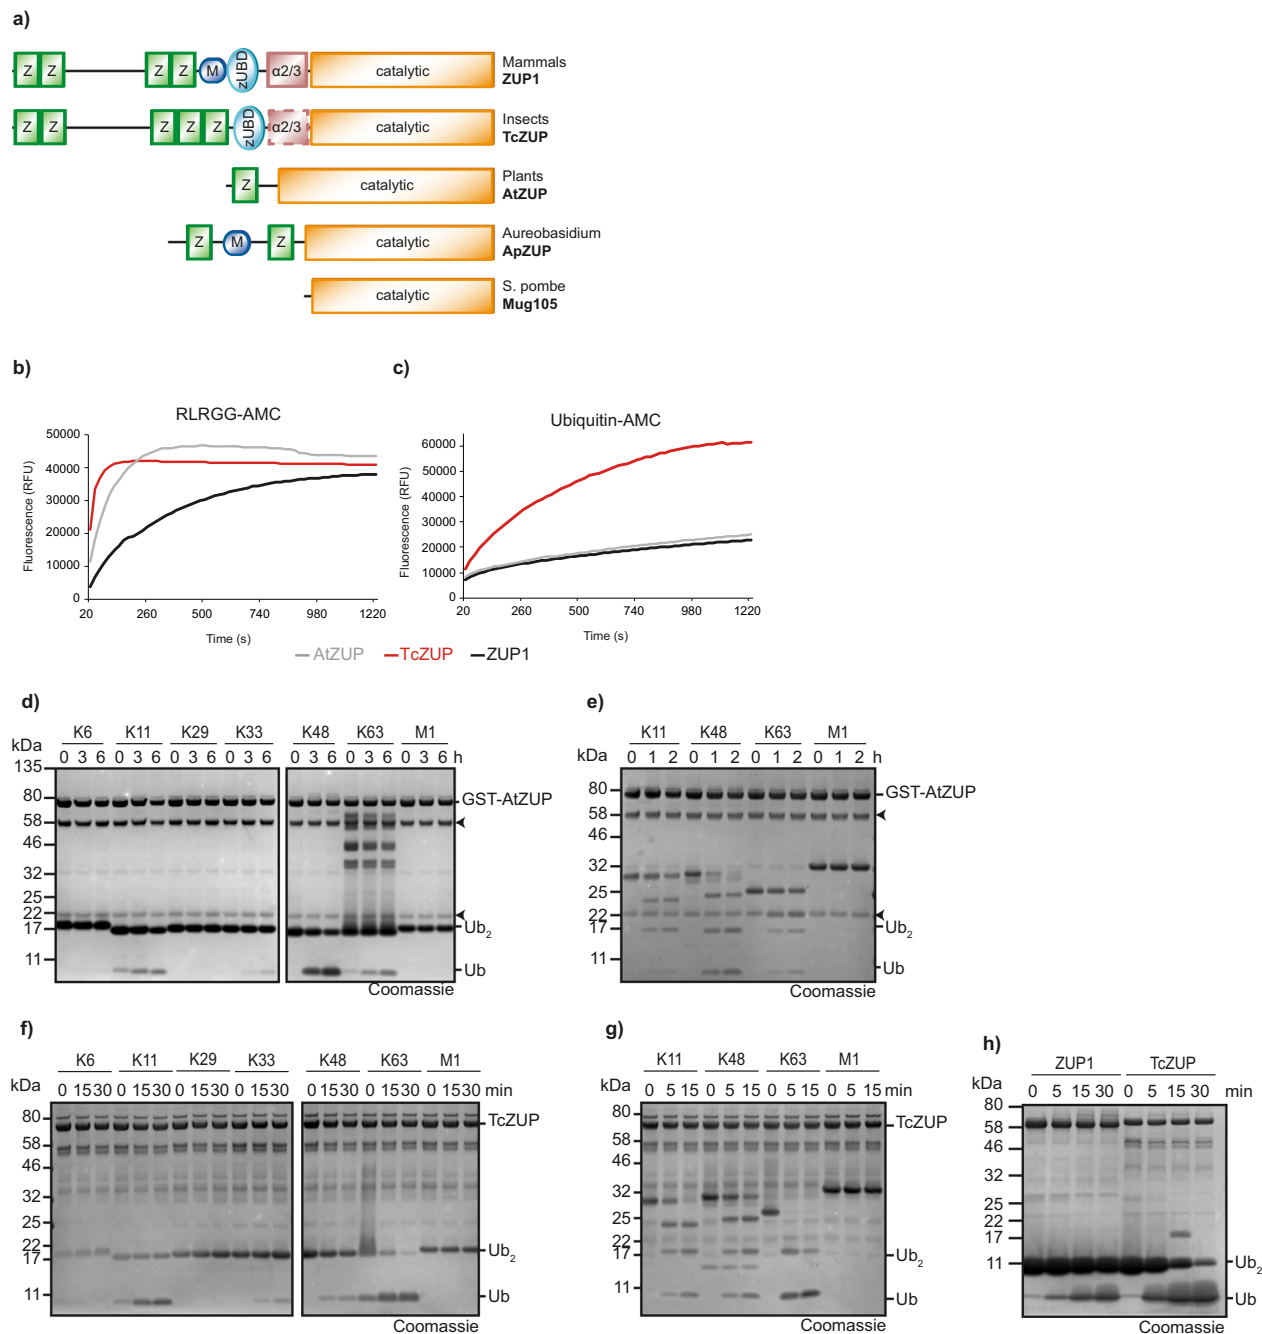 a)
Z Z Z Z M zUBD α2/3 catalytic Mammals
ZUP1
Z Z Z Z Z zUBD α2/3 catalytic Insects
TcZUP
Z catalytic Plants
AtZUP
Z M Z catalytic Aureobasidium
ApZUP
catalytic S. pombe
Mug105
b)
RLRGG-AMC
Fluorescence (RFU)
50000
40000
30000
20000
10000
0
20 260 500 740 980 1220
Time (s)
c)
Ubiquitin-AMC
Fluorescence (RFU)
60000
50000
40000
30000
20000
10000
0
20 260 500 740 980 1220
Time (s)
AtZUP TcZUP ZUP1
d)
K6 K11 K29 K33 K48 K63 M1
kDa 0 3 6 0 3 6 0 3 6 0 3 6 0 3 6 0 3 6 0 3 6 h
135
80
58
46
32
25
22
17
11
GST-AtZUP
Ub2
Ub
Coomassie
e)
K11 K48 K63 M1
kDa 0 1 2 0 1 2 0 1 2 0 1 2 h
80
58
46
32
25
22
17
11
GST-AtZUP
Ub2
Ub
Coomassie
f)
K6 K11 K29 K33 K48 K63 M1
kDa 0 15 30 0 15 30 0 15 30 0 15 30 0 15 30 0 15 30 0 15 30 min
80
58
46
32
25
22
17
11
TcZUP
Ub2
Ub
Coomassie
g)
K11 K48 K63 M1
kDa 0 5 15 0 5 15 0 5 15 0 5 15 min
80
58
46
32
25
22
17
11
TcZUP
Ub2
Ub
Coomassie
h)
ZUP1 TcZUP
kDa 0 5 15 30 0 5 15 30 min
80
58
46
32
25
22
17
11
Ub2
Ub
Coomassie